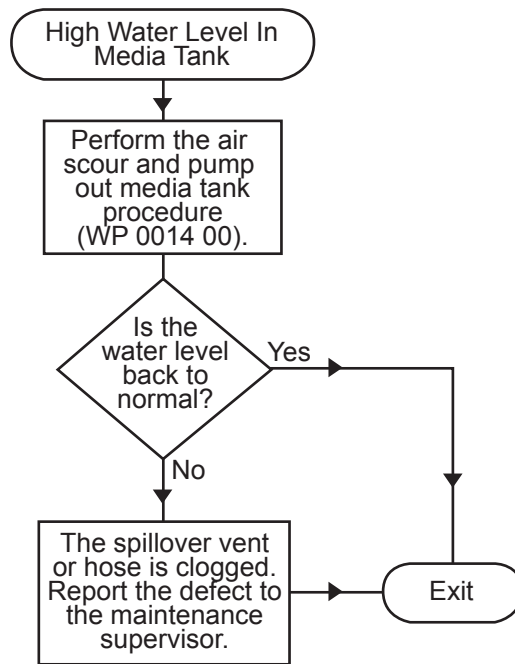 High Water Level In
Media Tank
Perform the air
scour and pump
out media tank
procedure
(WP 0014 00).
Is the
water level
back to
normal?
Yes
No
The spillover vent
or hose is clogged.
Report the defect to
the maintenance
supervisor.
Exit